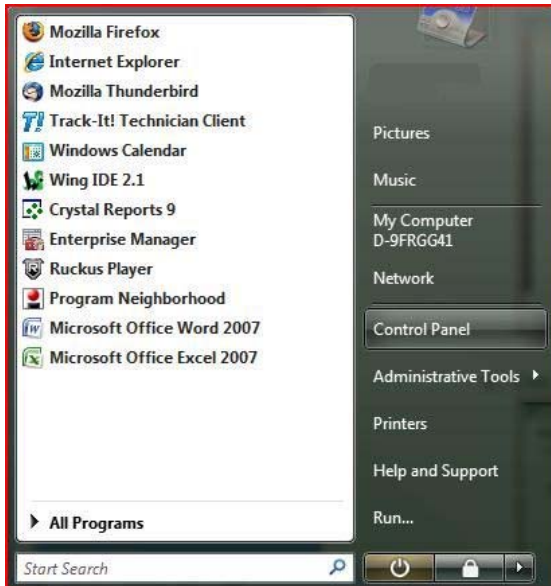 Mozilla Firefox
Internet Explorer
Mozilla Thunderbird
Track-It! Technician Client
Windows Calendar
Wing IDE 2.1
Crystal Reports 9
Enterprise Manager
Ruckus Player
Program Neighborhood
Microsoft Office Word 2007
Microsoft Office Excel 2007
All Programs
Start Search
Pictures
Music
My Computer
D-9FRGG41
Network
Control Panel
Administrative Tools
Printers
Help and Support
Run...